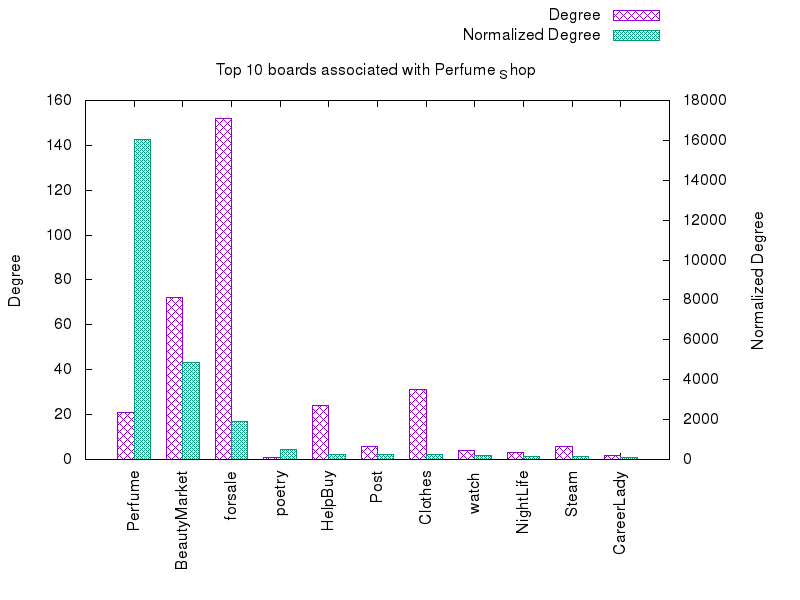 Degree
Normalized Degree
Top 10 boards associated with Perfume Shop
160
140
120
100
80
60
40
20
0
18000
16000
14000
12000
10000
8000
6000
4000
2000
0
Degree
Normalized Degree
Perfume
BeautyMarket
forsale
poetry
HelpBuy
Post
Clothes
watch
NightLife
Steam
CareerLady